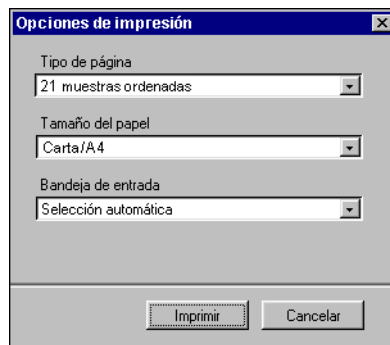 Opciones de impresión
Tipo de página
21 muestras ordenadas
Tamaño del papel
Carta/A4
Bandeja de entrada
Selección automática
Imprimir
Cancelar